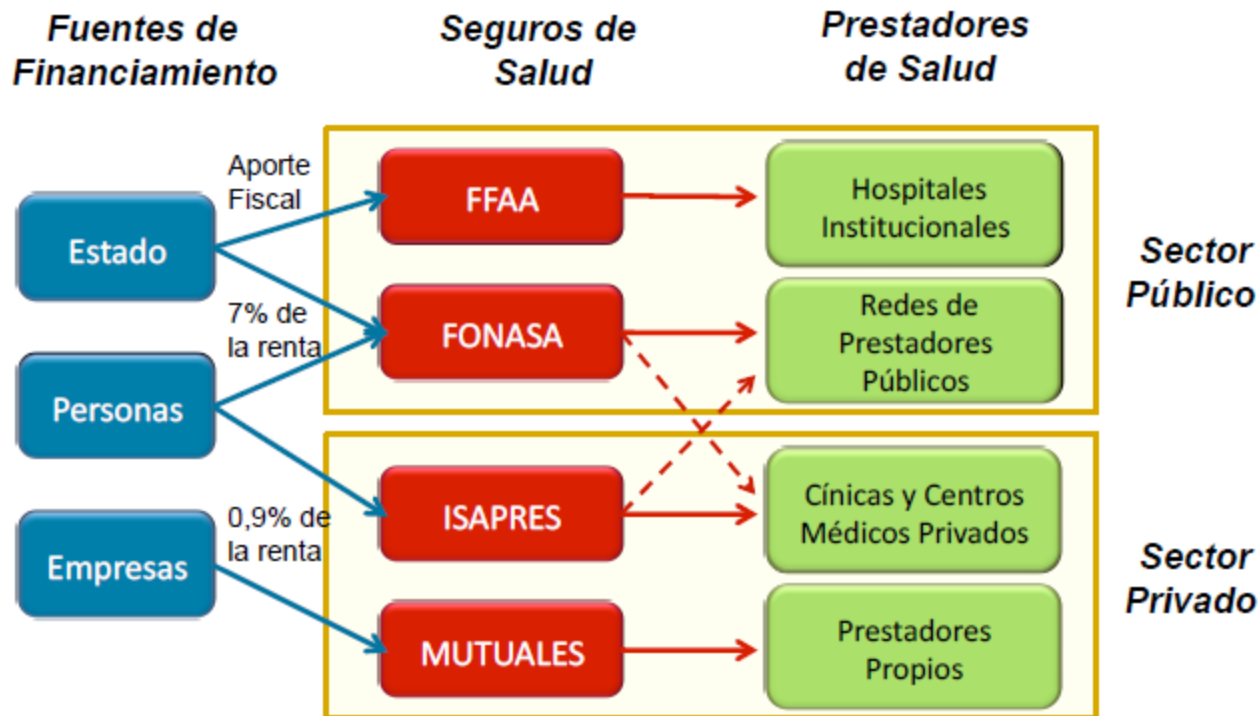 Fuentes de
Financiamiento
Seguros de
Salud
Prestadores
de Salud
Aporte
Fiscal
Estado
7% de
la renta
Personas
0,9% de
la renta
Empresas
FFAA
FONASA
ISAPRES
MUTUALES
Hospitales
Institucionales
Redes de
Prestadores
Públicos
Cínicas y Centros
Médicos Privados
Prestadores
Propios
Sector
Público
Sector
Privado